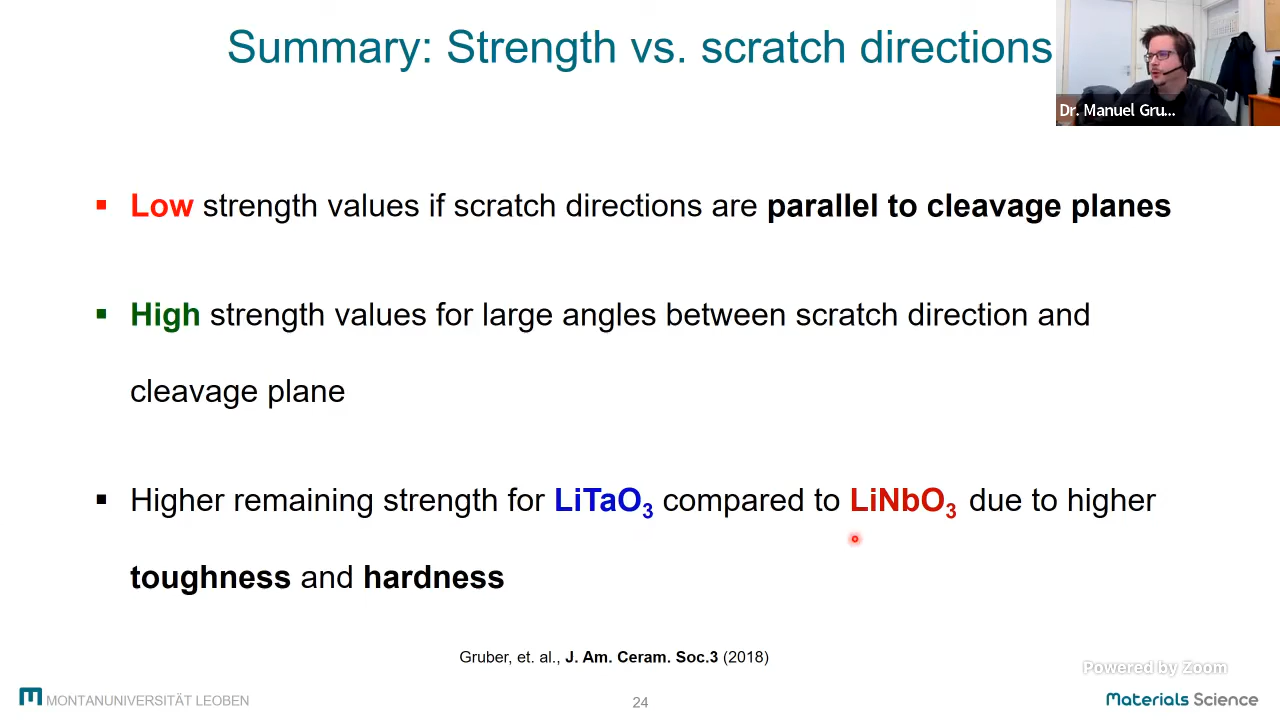 Summary: Strength vs. scratch directions
Dr. Manuel Gru...
▪ Low strength values if scratch directions are parallel to cleavage planes
▪ High strength values for large angles between scratch direction and
cleavage plane
▪ Higher remaining strength for LiTaO₃ compared to LiNbO₃ due to higher
toughness and hardness
Gruber, et. al., J. Am. Ceram. Soc.3 (2018)
Powered by Zoom
MONTANUNIVERSITÄT LEOBEN
24
Materials Science